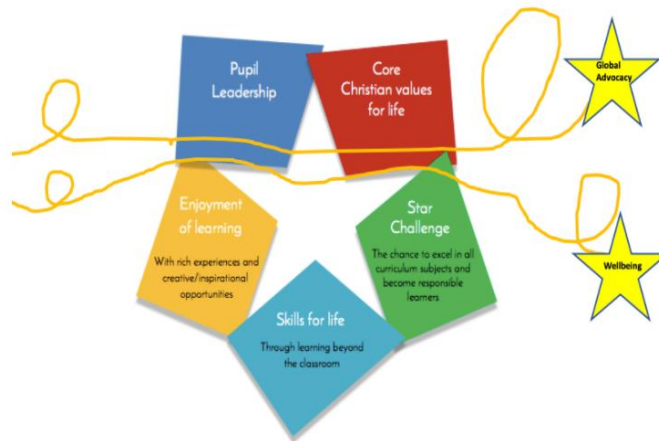 Pupil
Leadership
Core
Christian values
for life
Global
Advocacy
Enjoyment
of learning
With rich experiences and
creative/inspirational
opportunities
Star
Challenge
The chance to excel in all
curriculum subjects and
become responsible
learners
Wellbeing
Skills for life
Through learning beyond
the classroom